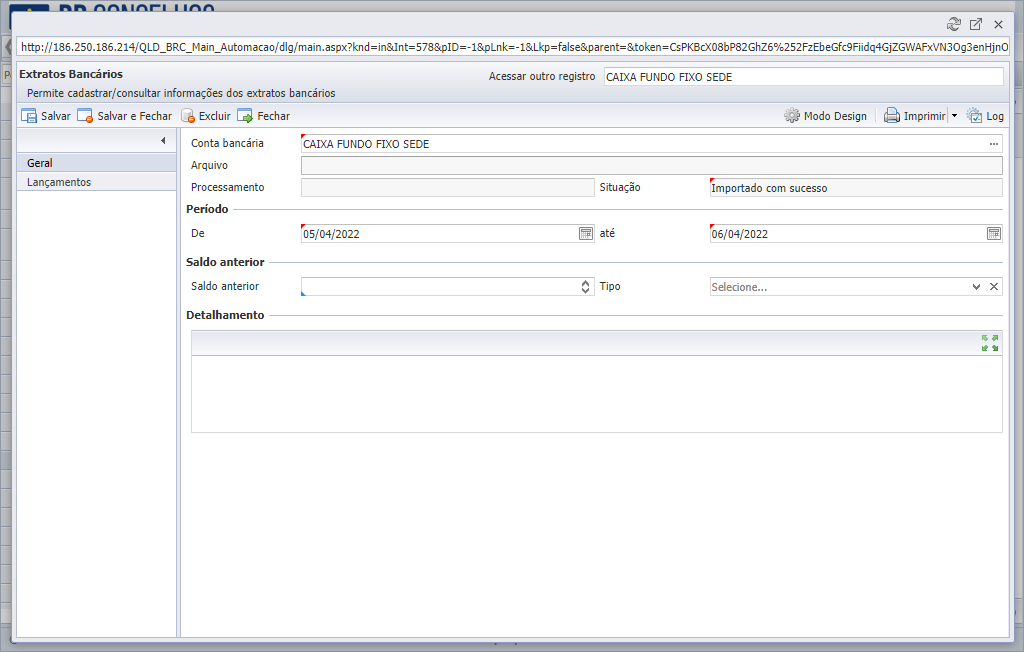 BR CONSELHOS
http://186.250.186.214/QLD_BRC_Main_Automacao/dlg/main.aspx?knd=in&Int=578&pID=-1&pLnk=-1&Lkp=false&parent=&token=CsPKBcX08bP82GhZ6%252FzEbeGfc9Fiidq4GjZGWAFxVN3Og3enHjnO
Extratos Bancários
Acessar outro registro CAIXA FUNDO FIXO SEDE
Permite cadastrar/consultar informações dos extratos bancários
Salvar Salvar e Fechar Excluir Fechar Modo Design Imprimir Log
Geral
Lançamentos
Conta bancária CAIXA FUNDO FIXO SEDE ...
Arquivo
Processamento Situação Importado com sucesso
Período
De 05/04/2022 até 06/04/2022
Saldo anterior
Saldo anterior Tipo Selecione...
Detalhamento